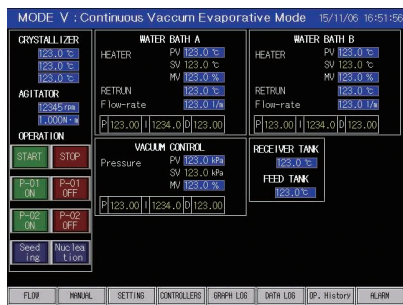 MODE V : Continuous Vaccum Evaporative Mode 15/11/06 16:51:56
CRYSTALLIZER
123.0 ℃
123.0 ℃
123.0 ℃
AGITATOR
12345 rpm
1.000N·m
OPERATION
START STOP
P-01 ON P-01 OFF
P-02 ON P-02 OFF
Seed ing Nuclea tion
WATER BATH A
HEATER PV 123.0 ℃
SV 123.0 ℃
MV 123.0 %
RETRUN 123.0 ℃
Flow-rate 123.0 l/m
P 123.00 I 1234.0 D 123.00
WATER BATH B
HEATER PV 123.0 ℃
SV 123.0 ℃
MV 123.0 %
RETRUN 123.0 ℃
Flow-rate 123.0 l/m
P 123.00 I 1234.0 D 123.00
VACUUM CONTROL
Pressure PV 123.0 kPa
SV 123.0 kPa
MV 123.0 %
P 123.00 I 1234.0 D 123.00
RECEIVER TANK
123.0 ℃
FEED TANK
123.0℃
FLOW MANUAL SETTING CONTROLLERS GRAPH LOG DATA LOG OP. History ALARM